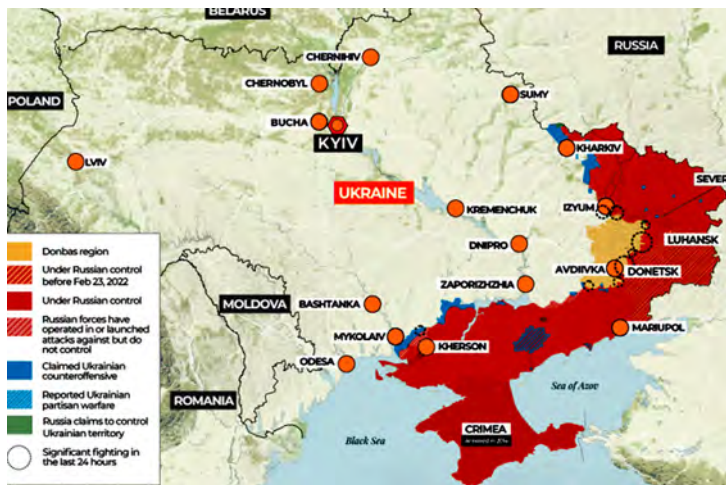 BELARUS
CHERNIHIV
RUSSIA
CHERNOBYL
POLAND
SUMY
BUCHA
KYIV
KHARKIV
LVIV
SEVER
UKRAINE
KREMENCHUK
IZYUM
LUHANSK
DNIPRO
AVDIIVKA
DONETSK
ZAPORIZHZHIA
MOLDOVA
BASHTANKA
MARIUPOL
MYKOLAIV
KHERSON
ODESA
Sea of Azov
ROMANIA
Black Sea
CRIMEA
Annexed in 2014
Donbas region
Under Russian control
before Feb 23, 2022
Under Russian control
Russian forces have
operated in or launched
attacks against but do
not control
Claimed Ukrainian
counteroffensive
Reported Ukrainian
partisan warfare
Russia claims to control
Ukrainian territory
Significant fighting in
the last 24 hours